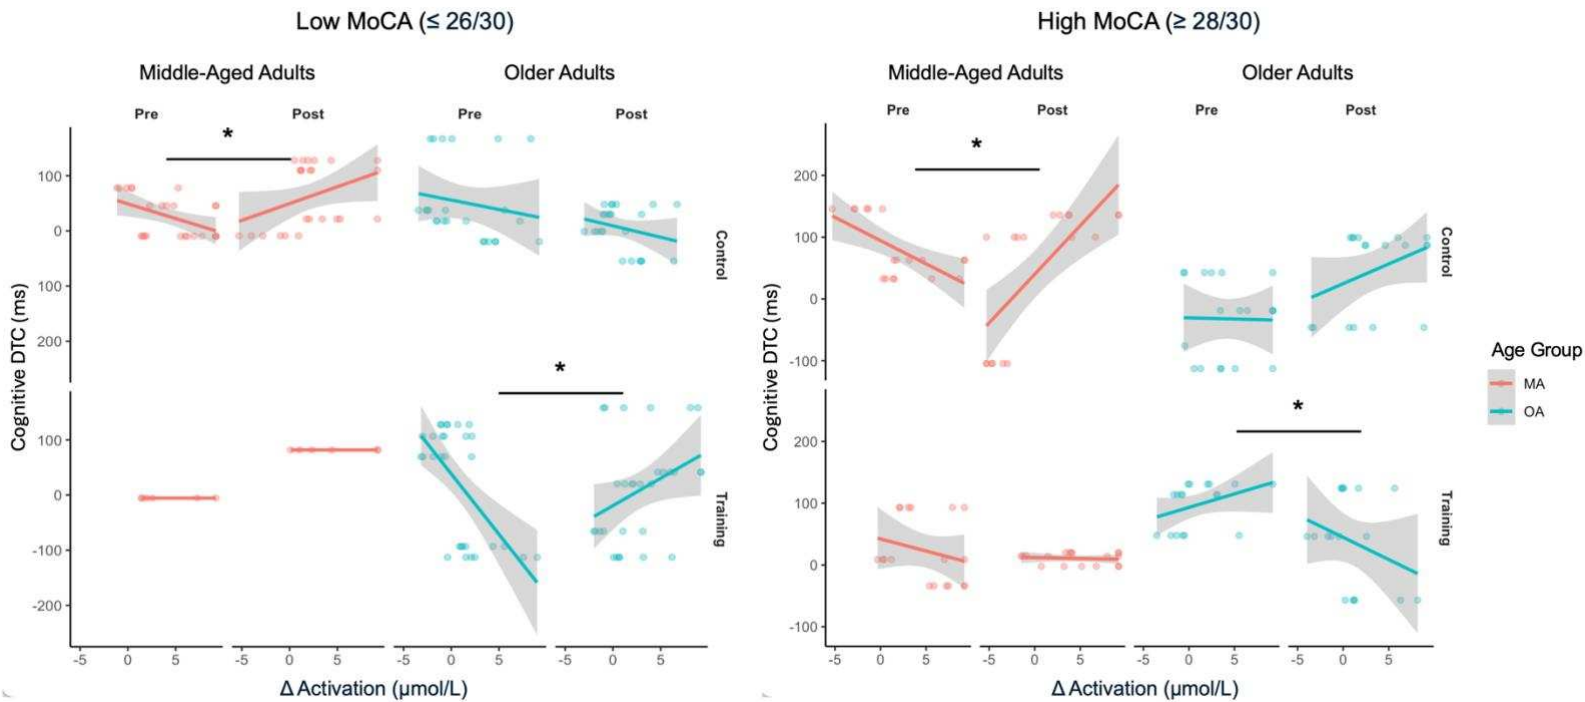 Low MoCA (≤ 26/30)
Middle-Aged Adults
Older Adults
Pre
Post
Pre
Post
*
100
0
100
200
Control
*
100
0
-100
-200
Training
Cognitive DTC (ms)
-5 0 5 -5 0 5 -5 0 5 -5 0 5
Δ Activation (µmol/L)
High MoCA (≥ 28/30)
Middle-Aged Adults
Older Adults
Pre
Post
Pre
Post
*
200
100
0
-100
Control
*
200
100
0
-100
Training
Cognitive DTC (ms)
-5 0 5 -5 0 5 -5 0 5 -5 0 5
Δ Activation (µmol/L)
Age Group
MA
OA